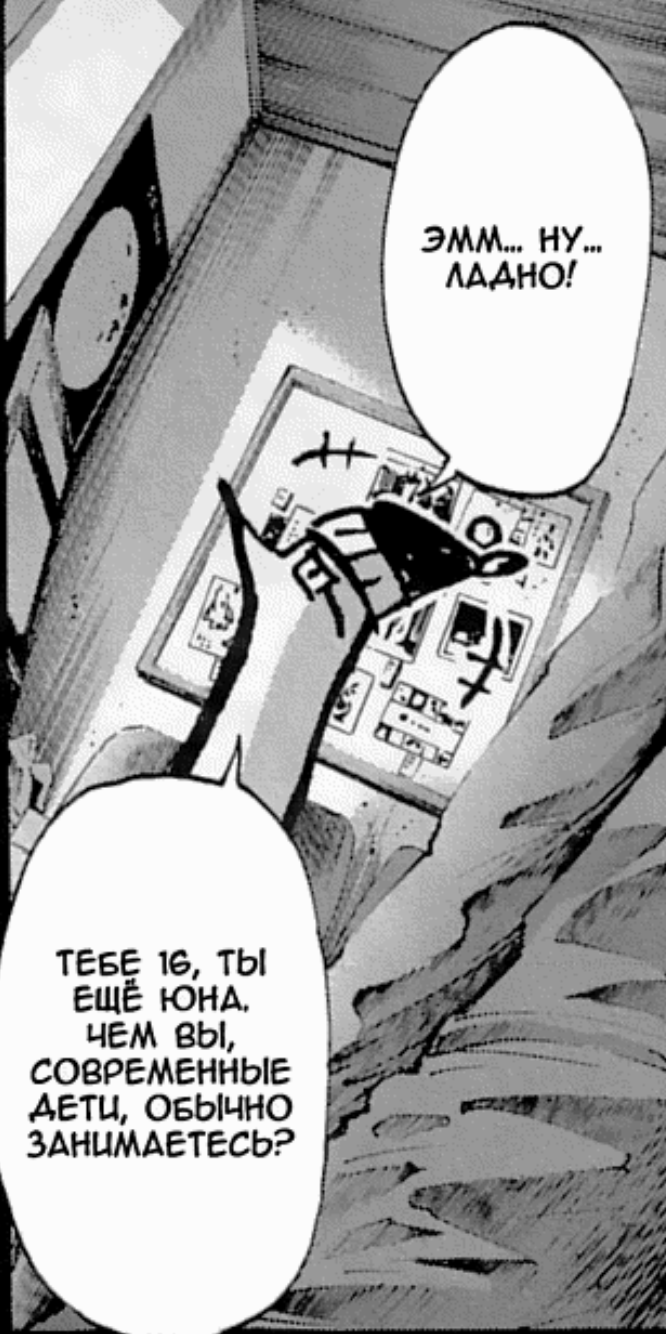 ЭММ... НУ...
ЛАДНО!
ТЕБЕ 16, ТЫ
ЕЩЁ ЮНА.
ЧЕМ ВЫ,
СОВРЕМЕННЫЕ
ДЕТИ, ОБЫЧНО
ЗАНИМАЕТЕСЬ?